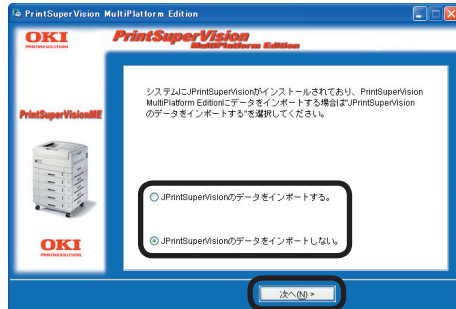 PrintSuperVision MultiPlatform Edition
OKI
PRINTING SOLUTIONS
PrintSuperVision
MultiPlatform Edition
システムにJPrintSuperVisionがインストールされており、PrintSuperVision
MultiPlatform Editionにデータをインポートする場合は"JPrintSuperVision
のデータをインポートする"を選択してください。
PrintSuperVisionME
JPrintSuperVisionのデータをインポートする。
JPrintSuperVisionのデータをインポートしない。
OKI
PRINTING SOLUTIONS
次へ(N) >